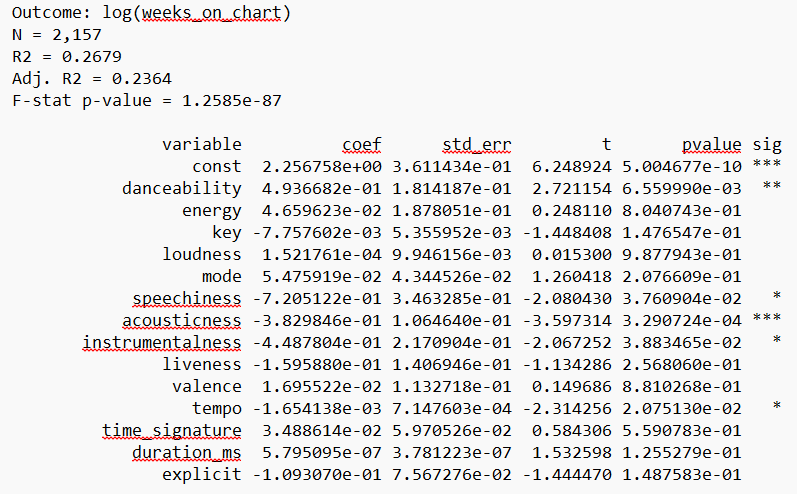 Outcome: log(weeks_on_chart)
N = 2,157
R2 = 0.2679
Adj. R2 = 0.2364
F-stat p-value = 1.2585e-87
variable coef std_err t pvalue sig
const 2.256758e+00 3.611434e-01 6.248924 5.004677e-10 ***
danceability 4.936682e-01 1.814187e-01 2.721154 6.559990e-03 **
energy 4.659623e-02 1.878051e-01 0.248110 8.040743e-01
key -7.757602e-03 5.355952e-03 -1.448408 1.476547e-01
loudness 1.521761e-04 9.946156e-03 0.015300 9.877943e-01
mode 5.475919e-02 4.344526e-02 1.260418 2.076609e-01
speechiness -7.205122e-01 3.463285e-01 -2.080430 3.760904e-02 *
acousticness -3.829846e-01 1.064640e-01 -3.597314 3.290724e-04 ***
instrumentalness -4.487804e-01 2.170904e-01 -2.067252 3.883465e-02 *
liveness -1.595880e-01 1.406946e-01 -1.134286 2.568060e-01
valence 1.695522e-02 1.132718e-01 0.149686 8.810268e-01
tempo -1.654138e-03 7.147603e-04 -2.314256 2.075130e-02 *
time_signature 3.488614e-02 5.970526e-02 0.584306 5.590783e-01
duration_ms 5.795095e-07 3.781223e-07 1.532598 1.255279e-01
explicit -1.093070e-01 7.567276e-02 -1.444470 1.487583e-01